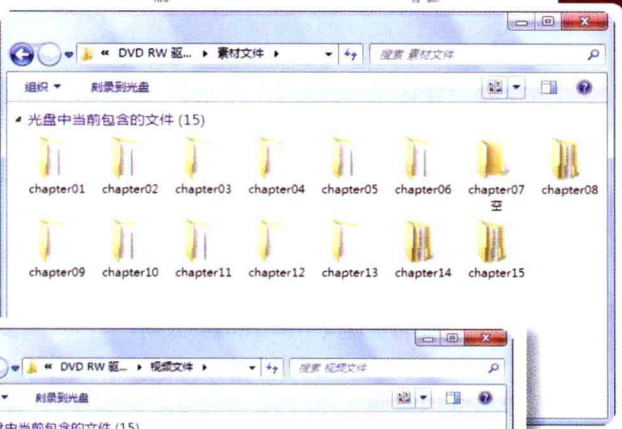 « DVD RW 驱... ▸ 素材文件 ▸ 搜索 素材文件
组织 刻录到光盘
光盘中当前包含的文件 (15)
chapter01 chapter02 chapter03 chapter04 chapter05 chapter06 chapter07 空 chapter08
chapter09 chapter10 chapter11 chapter12 chapter13 chapter14 chapter15
« DVD RW 驱... ▸ 视频文件 ▸ 搜索 视频文件
刻录到光盘
中当前包含的文件 (15)